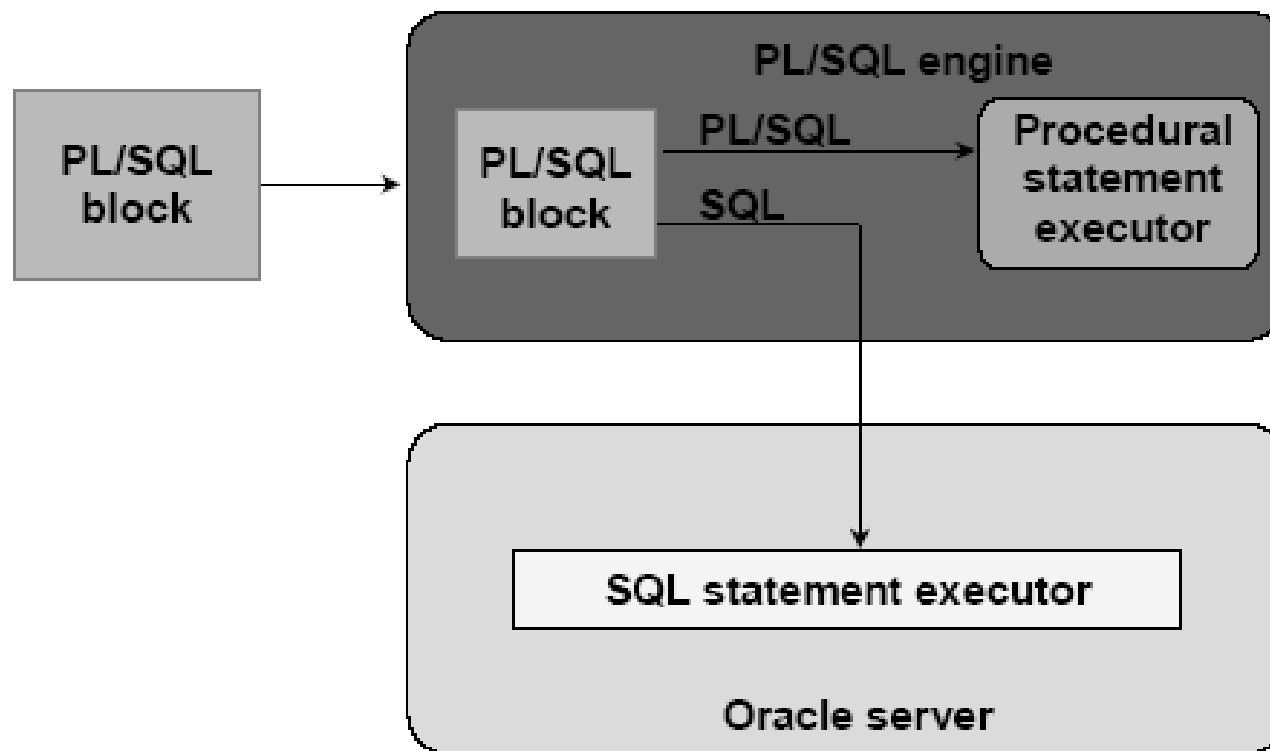 PL/SQL engine
PL/SQL
block
PL/SQL
block
PL/SQL
SQL
Procedural
statement
executor
SQL statement executor
Oracle server